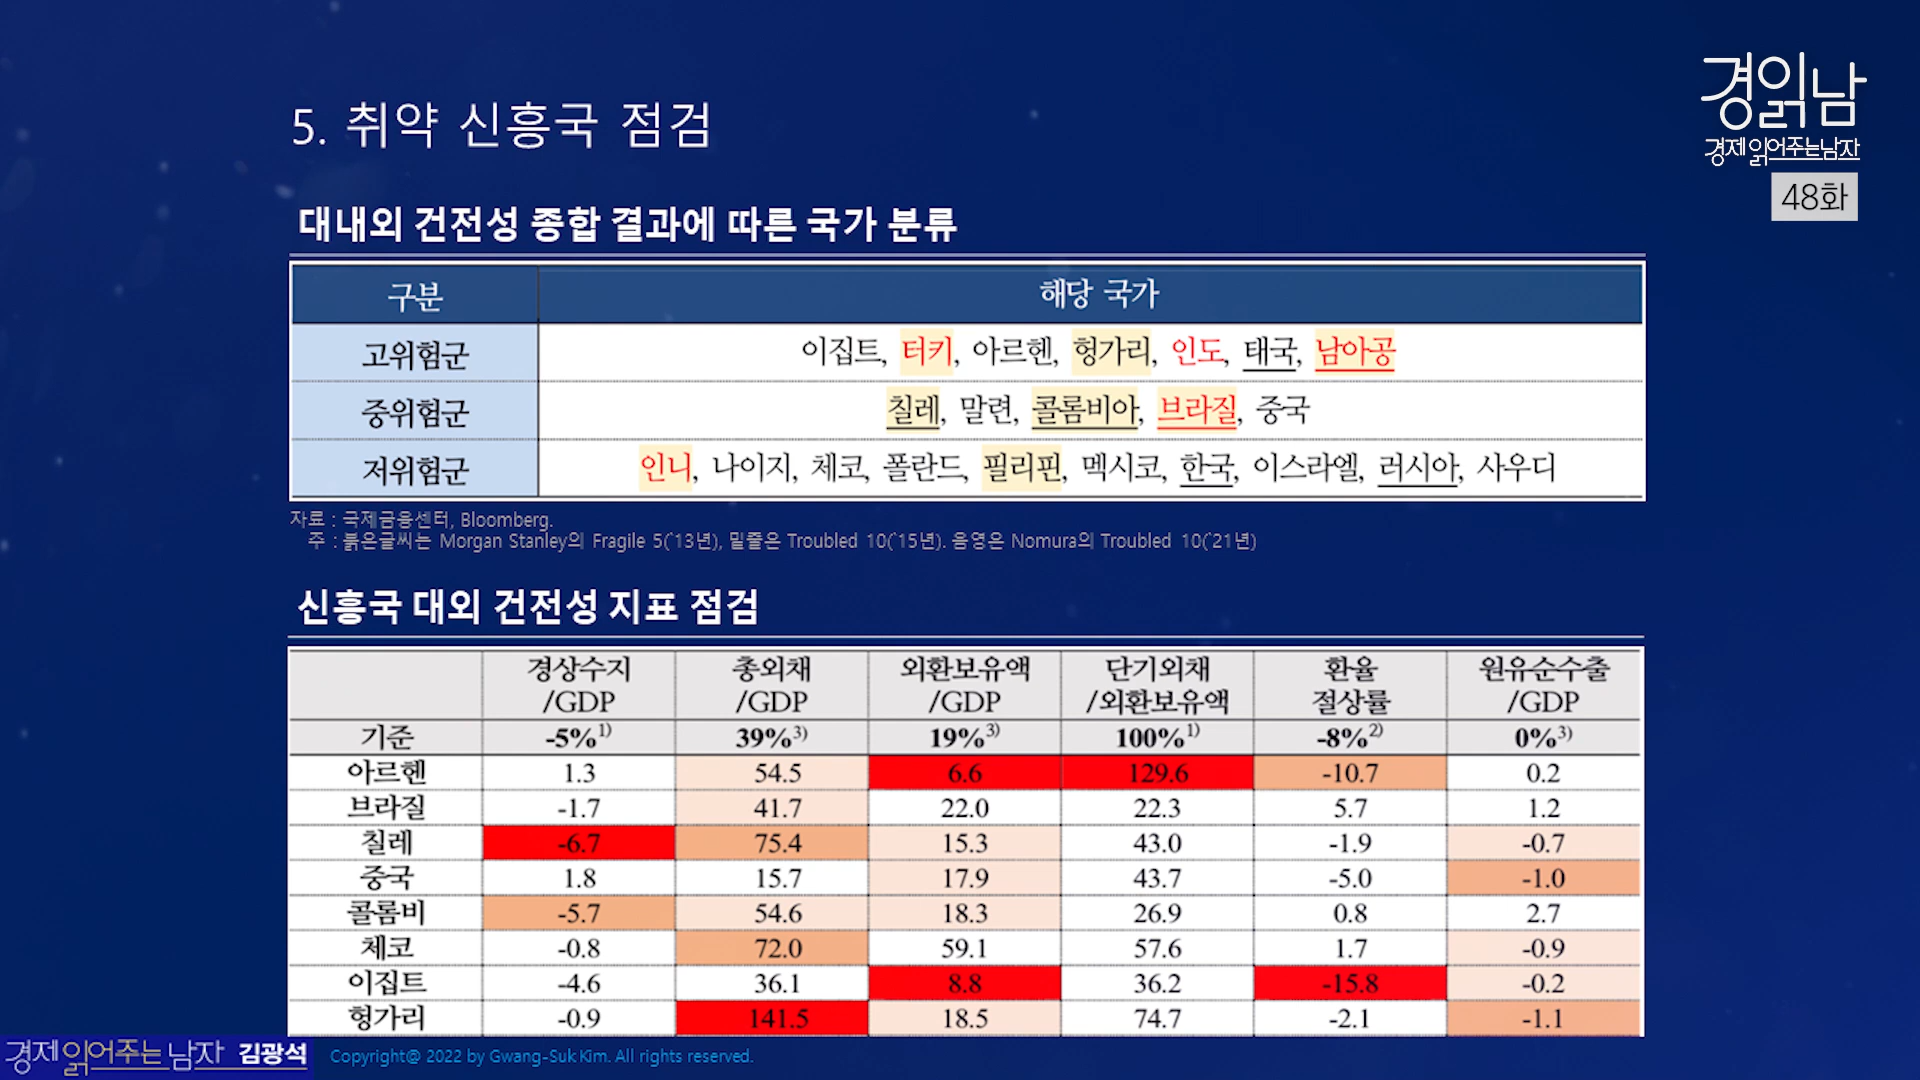 경읽남
경제 읽어주는 남자
48화
5. 취약 신흥국 점검
대내외 건전성 종합 결과에 따른 국가 분류
구분 해당 국가
고위험군 이집트, 터키, 아르헨, 헝가리, 인도, 태국, 남아공
중위험군 칠레, 말련, 콜롬비아, 브라질, 중국
저위험군 인니, 나이지, 체코, 폴란드, 필리핀, 멕시코, 한국, 이스라엘, 러시아, 사우디
자료 : 국제금융센터, Bloomberg.
주 : 붉은글씨는 Morgan Stanley의 Fragile 5(`13년), 밑줄은 Troubled 10(`15년). 음영은 Nomura의 Troubled 10(`21년)
신흥국 대외 건전성 지표 점검
경상수지 총외채 외환보유액 단기외채 환율 원유순수출
/GDP /GDP /GDP /외환보유액 절상률 /GDP
기준 -5%1) 39%3) 19%3) 100%1) -8%2) 0%3)
아르헨 1.3 54.5 6.6 129.6 -10.7 0.2
브라질 -1.7 41.7 22.0 22.3 5.7 1.2
칠레 -6.7 75.4 15.3 43.0 -1.9 -0.7
중국 1.8 15.7 17.9 43.7 -5.0 -1.0
콜롬비 -5.7 54.6 18.3 26.9 0.8 2.7
체코 -0.8 72.0 59.1 57.6 1.7 -0.9
이집트 -4.6 36.1 8.8 36.2 -15.8 -0.2
헝가리 -0.9 141.5 18.5 74.7 -2.1 -1.1
경제 읽어주는 남자 김광석 Copyright@ 2022 by Gwang-Suk Kim. All rights reserved.